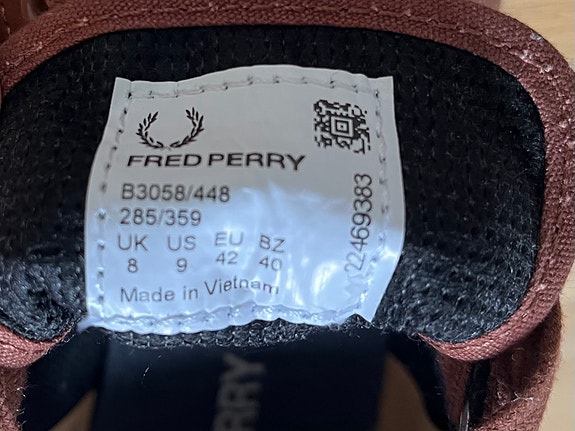 FRED PERRY
B3058/448
285/359
UK US EU BZ
8 9 42 40
Made in Vietnam
22469383
PERRY